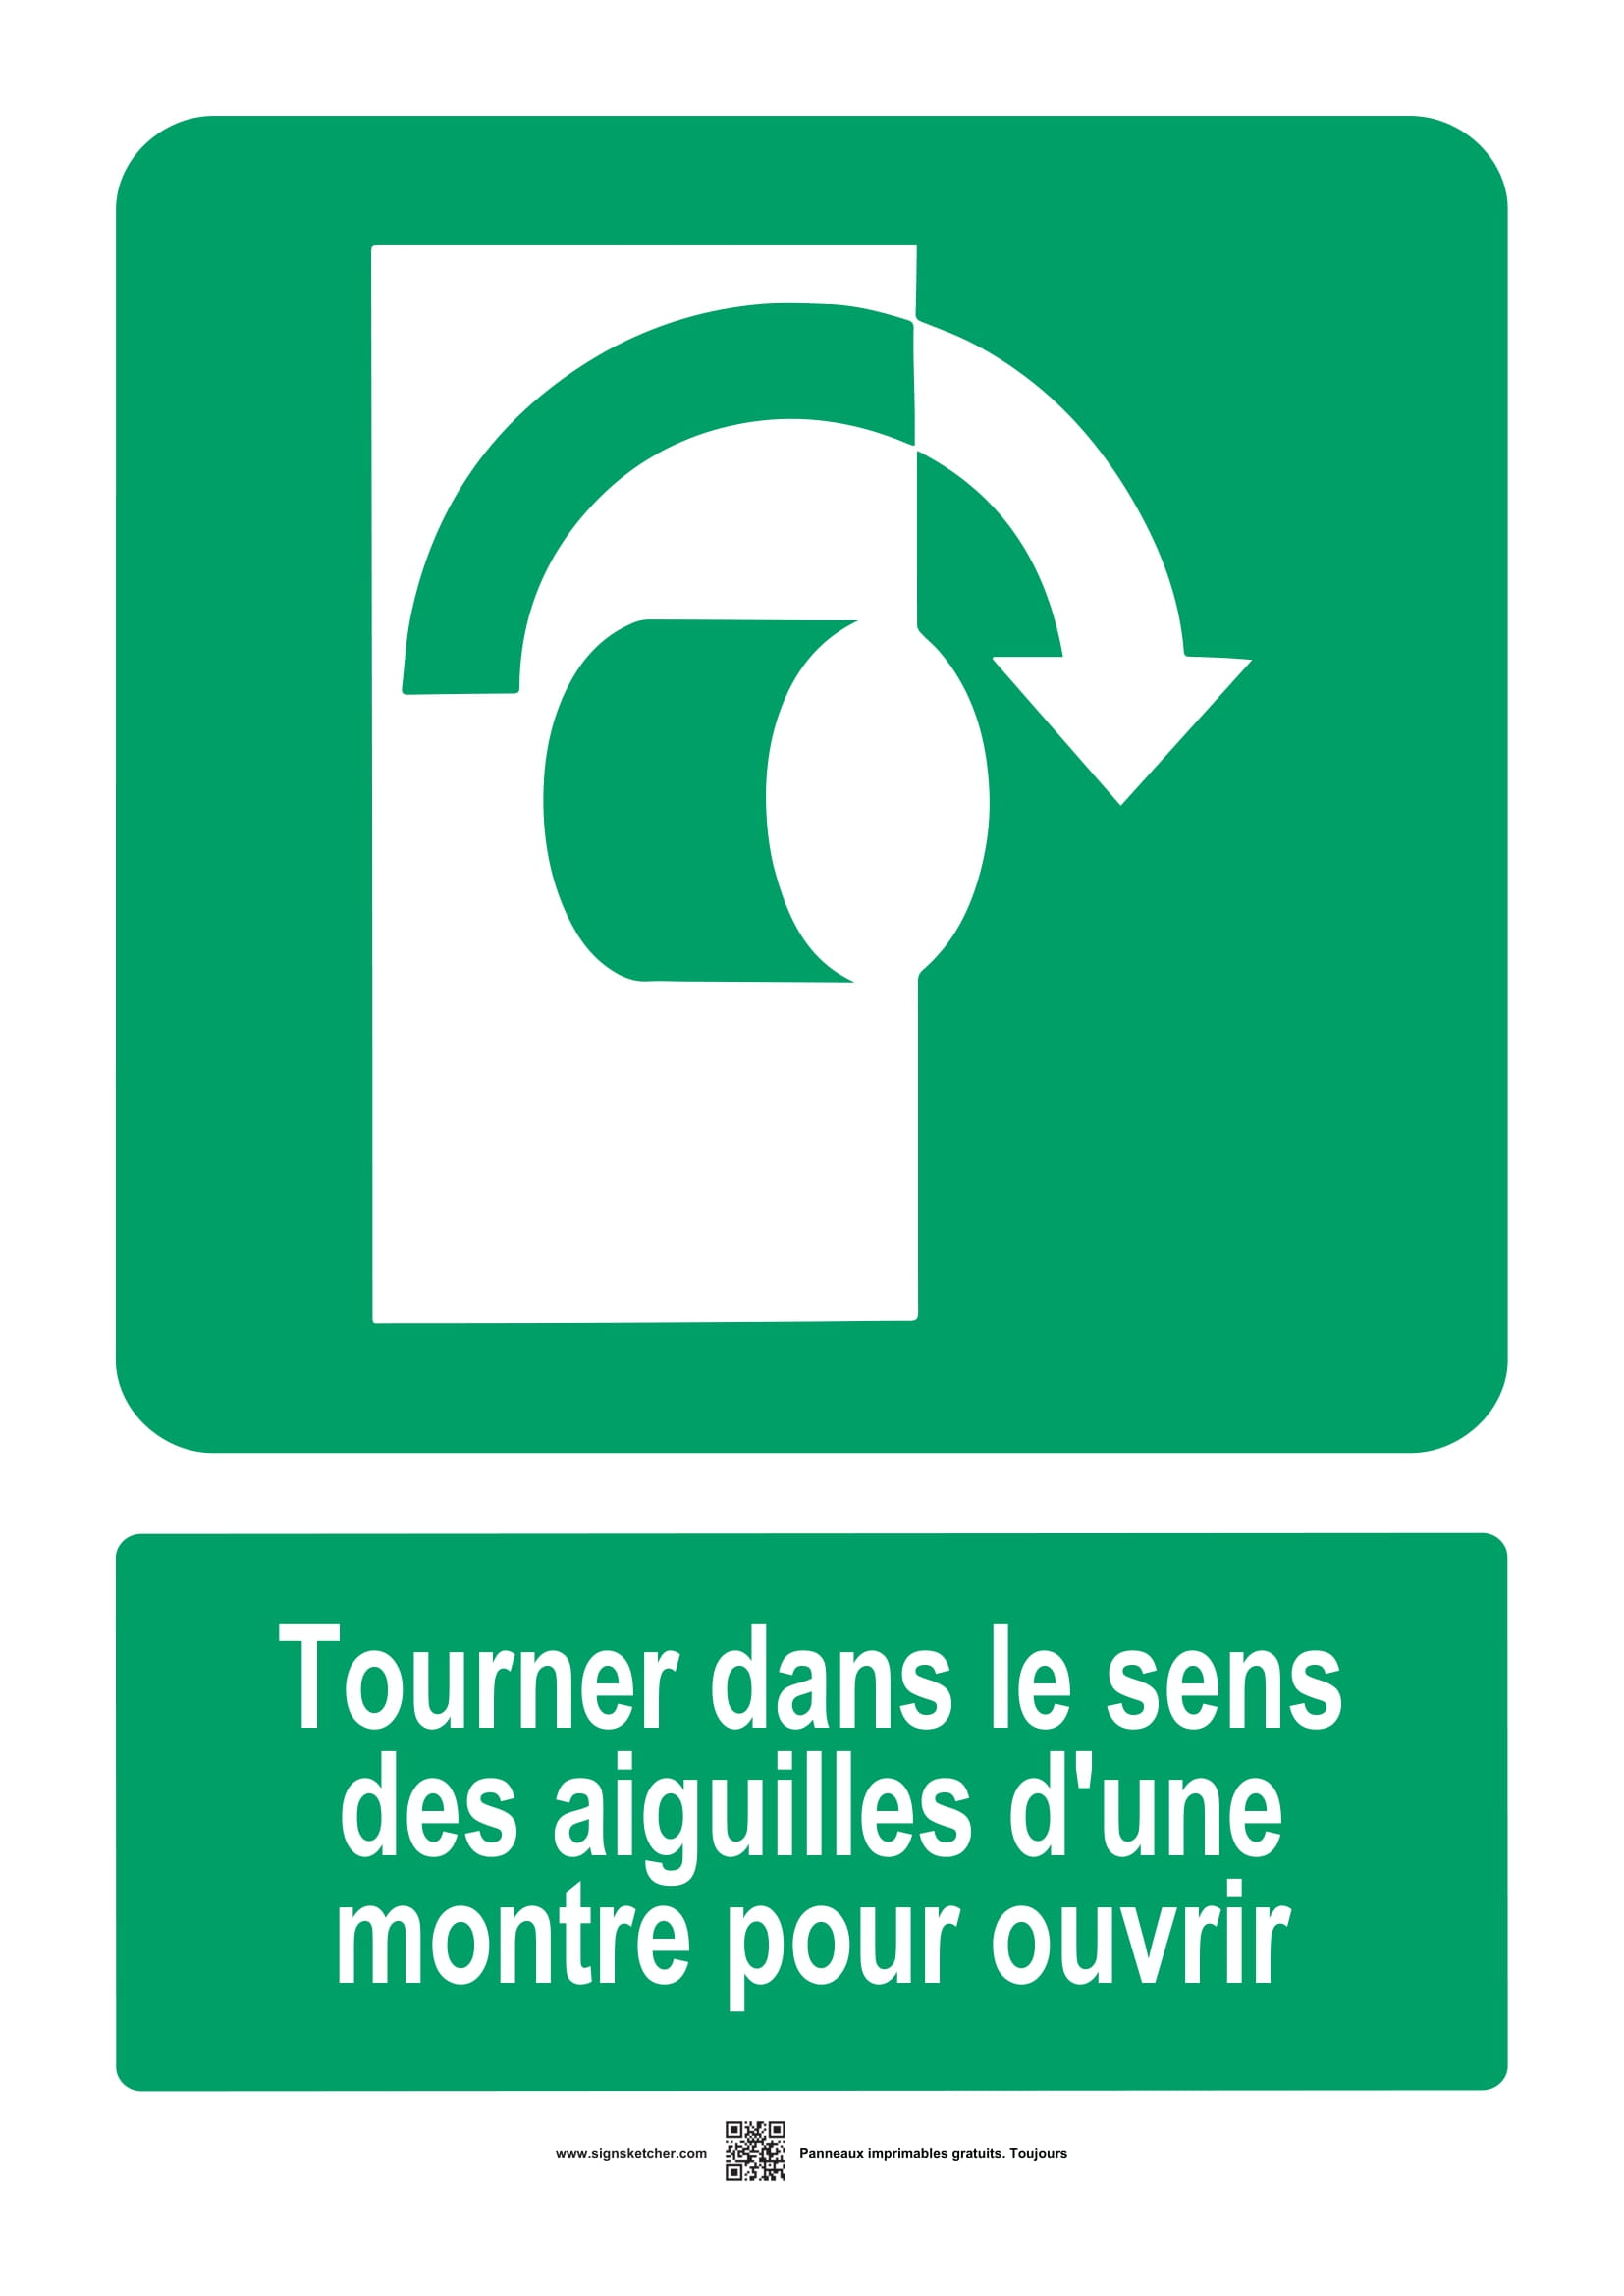 Tourner dans le sens
des aiguilles d'une
montre pour ouvrir
www.signsketcher.com
Panneaux imprimables gratuits. Toujours